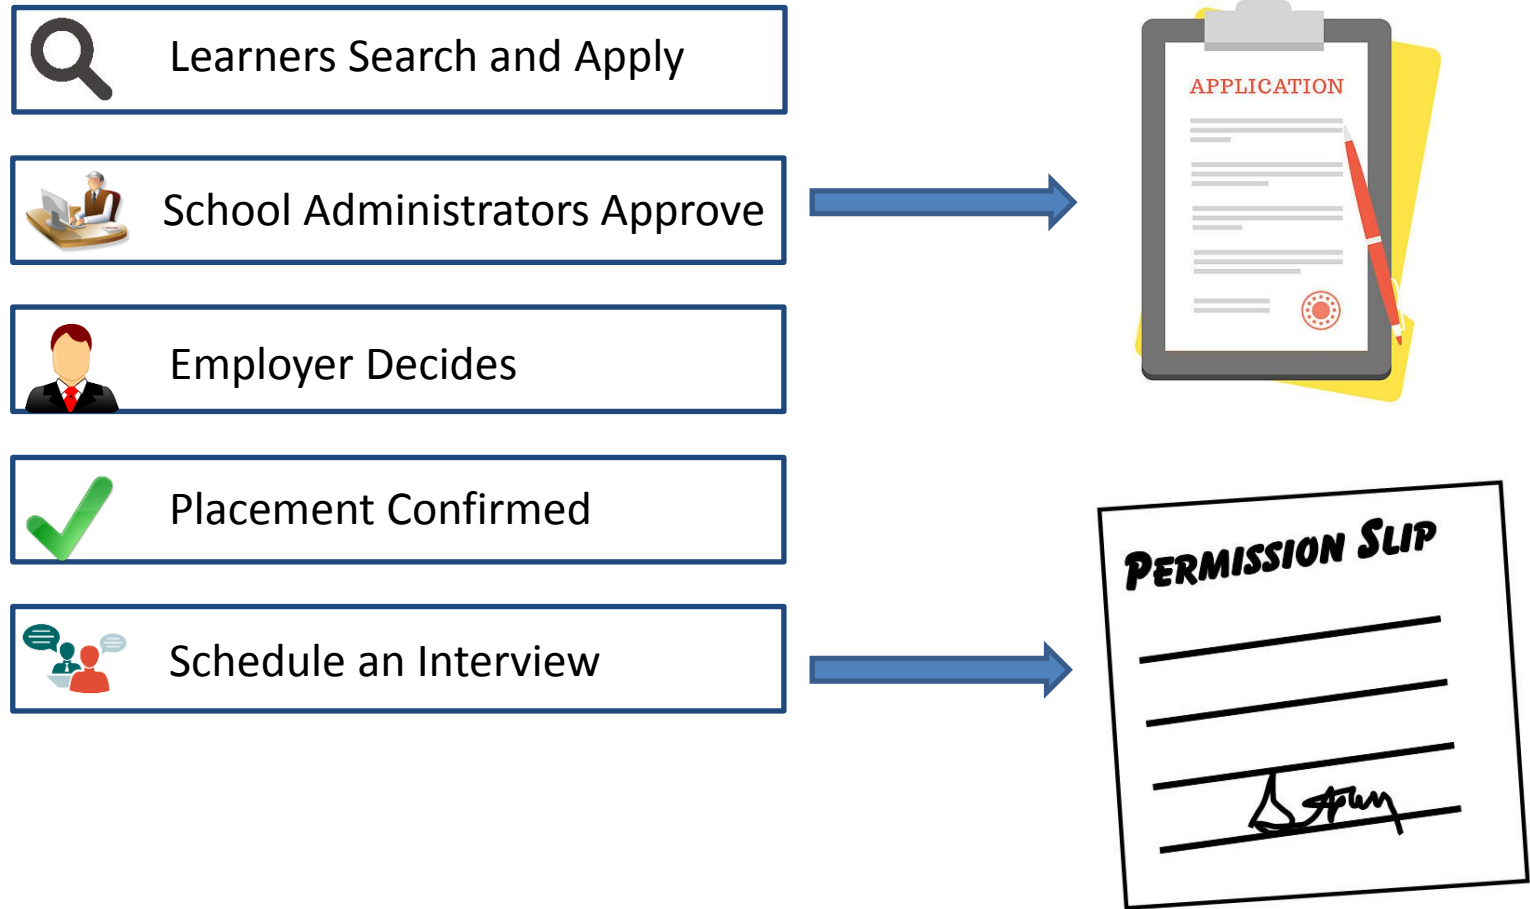 Learners Search and Apply
School Administrators Approve
Employer Decides
Placement Confirmed
Schedule an Interview
APPLICATION
PERMISSION SLIP